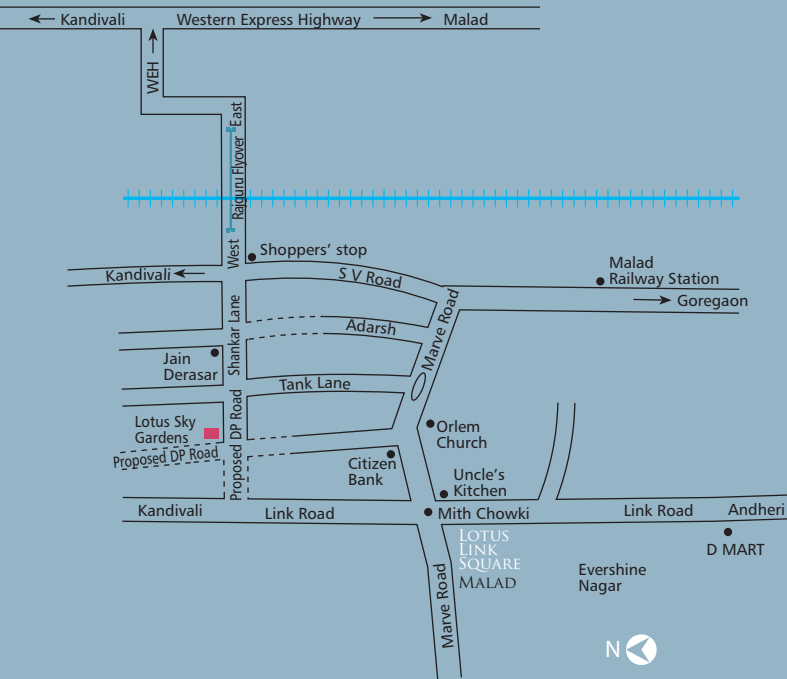 Kandivali
Western Express Highway
Malad
WEH
East
Rajguru Flyover
West
Shoppers’ stop
Kandivali
S V Road
Malad
Railway Station
Goregaon
Shankar Lane
Adarsh
Marve Road
Jain
Derasar
Tank Lane
Lotus Sky
Gardens
Proposed DP Road
Proposed DP Road
Orlem
Church
Citizen
Bank
Uncle’s
Kitchen
Kandivali
Link Road
Mith Chowki
Link Road
Andheri
LOTUS
LINK
SQUARE
MALAD
D MART
Evershine
Nagar
Marve Road
N